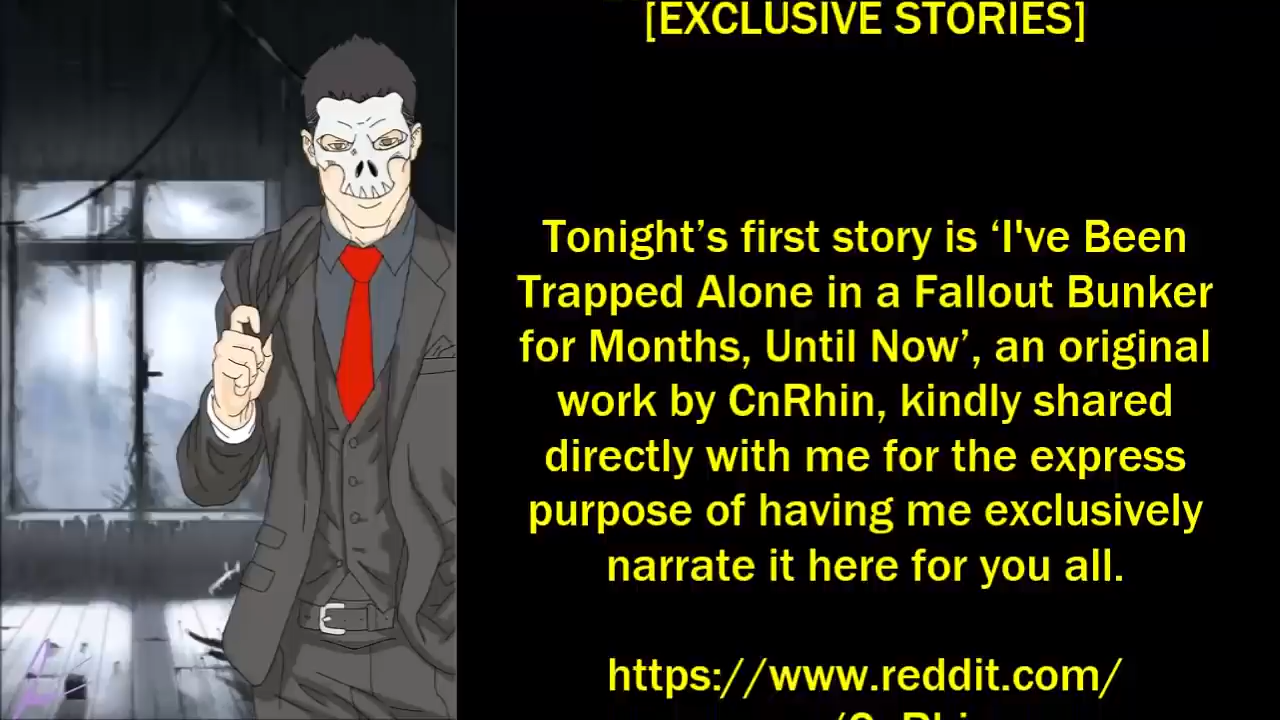 [EXCLUSIVE STORIES]
Tonight’s first story is ‘I've Been
Trapped Alone in a Fallout Bunker
for Months, Until Now’, an original
work by CnRhin, kindly shared
directly with me for the express
purpose of having me exclusively
narrate it here for you all.
https://www.reddit.com/